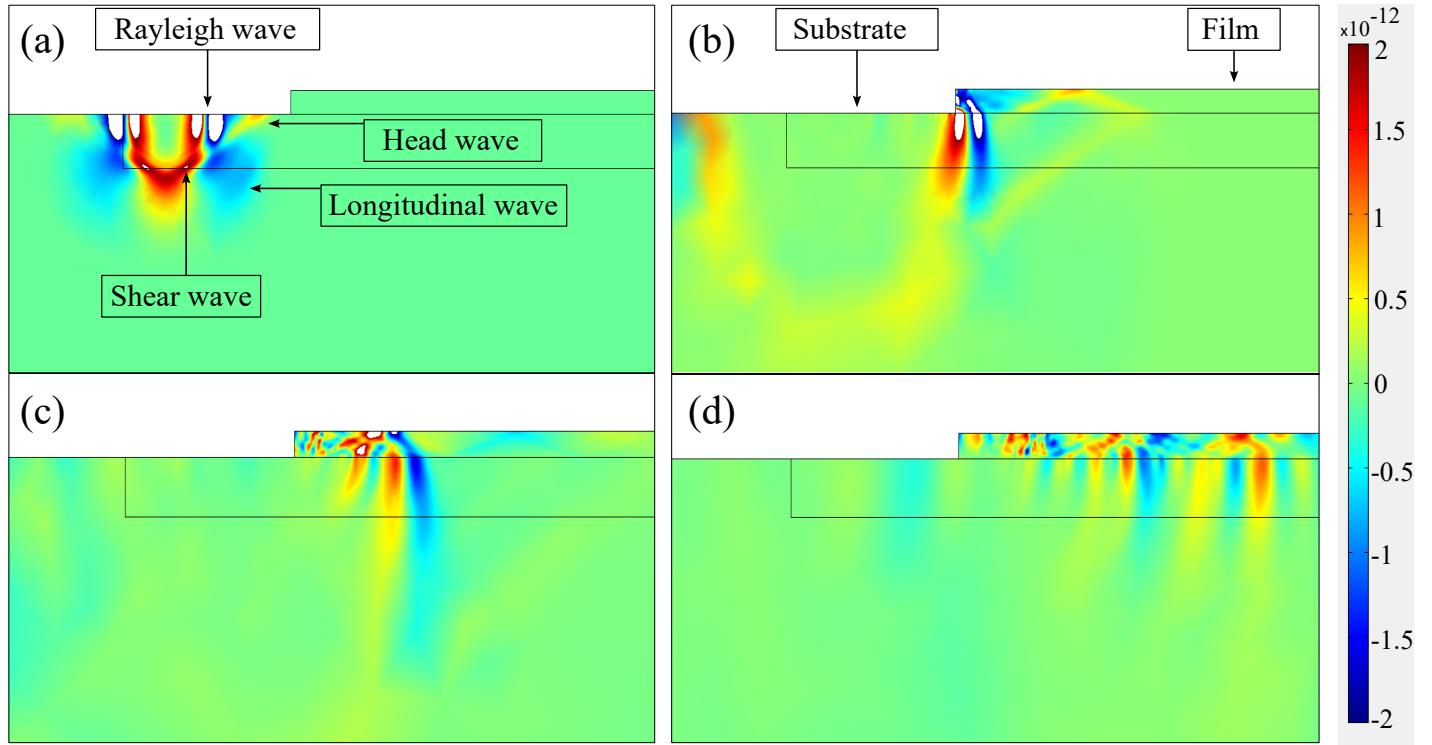 (a)
Rayleigh wave
Head wave
Longitudinal wave
Shear wave
(b)
Substrate
Film
(c)
(d)
×10-12
2
1.5
1
0.5
0
-0.5
-1
-1.5
-2